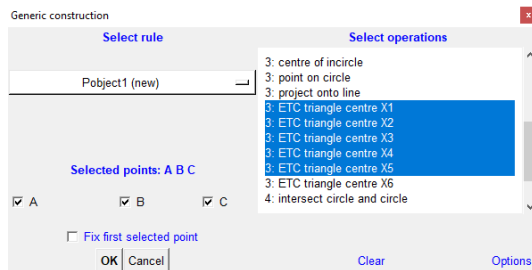 Generic construction
x
Select rule
Select operations
Pobject1 (new)
3: centre of incircle
3: point on circle
3: project onto line
3: ETC triangle centre X1
3: ETC triangle centre X2
3: ETC triangle centre X3
3: ETC triangle centre X4
3: ETC triangle centre X5
3: ETC triangle centre X6
4: intersect circle and circle
Selected points: A B C
A B C
Fix first selected point
OK Cancel
Clear
Options